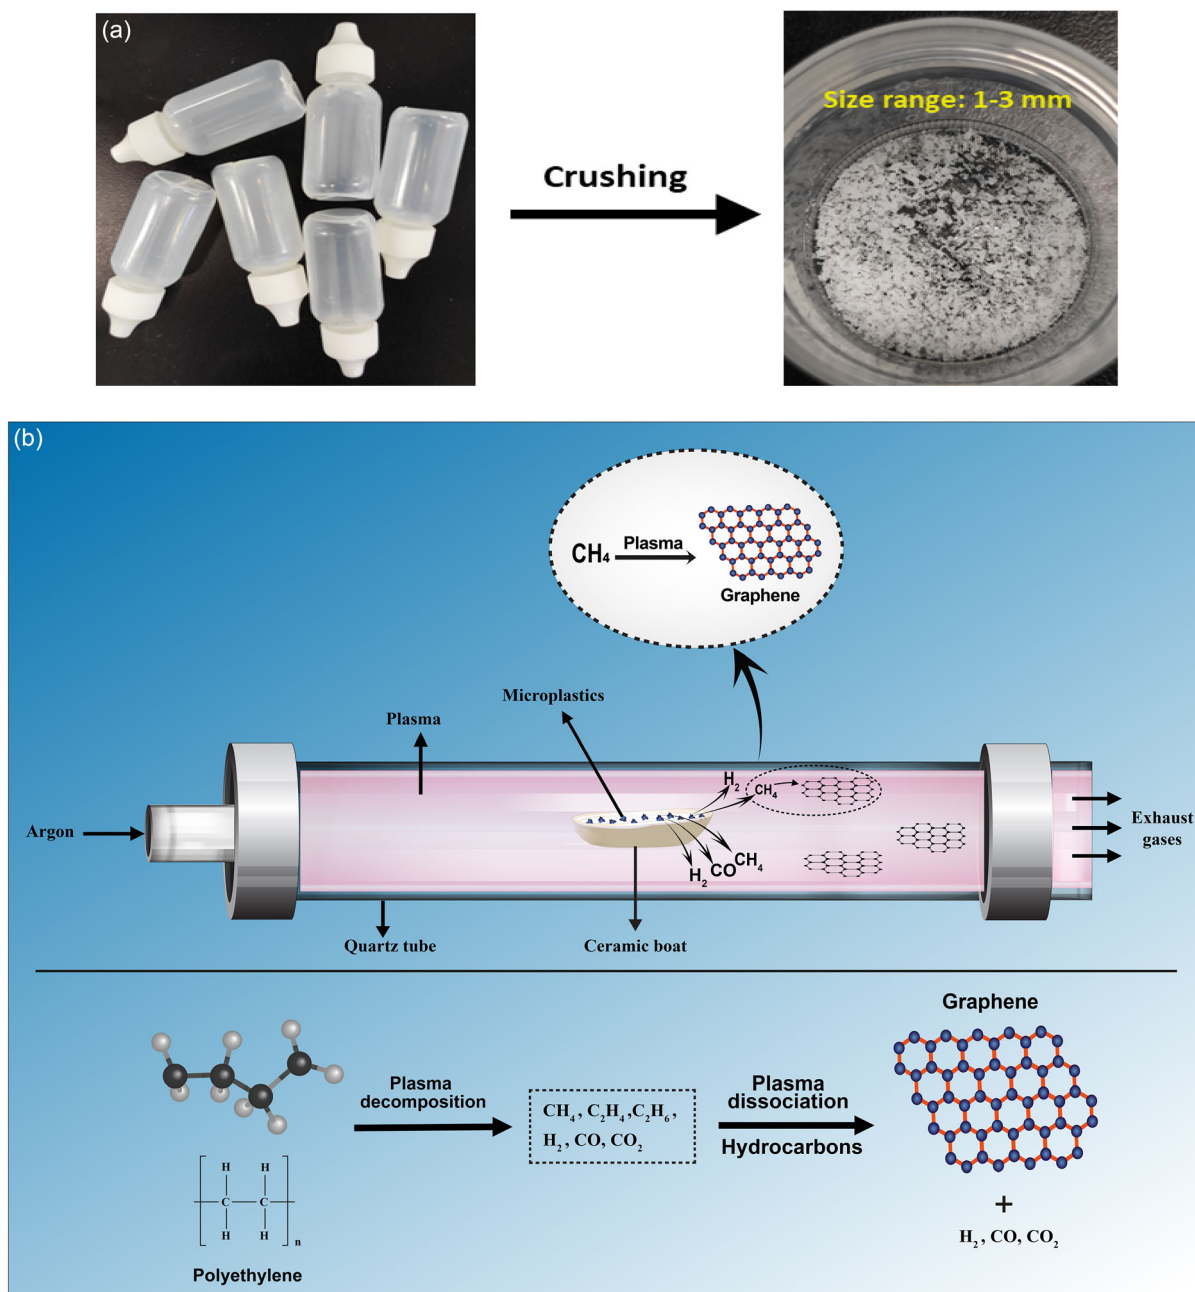 (a)
Size range: 1-3 mm
Crushing
(b)
CH₄
Plasma
Graphene
Microplastics
Plasma
H₂
CH₄
Argon
Exhaust
gases
CH₄
CO
H₂
Quartz tube
Ceramic boat
Graphene
Plasma
decomposition
Plasma
dissociation
CH₄, C₂H₄, C₂H₆,
H₂, CO, CO₂
Hydrocarbons
H H
C C
H H
n
Polyethylene
+
H₂, CO, CO₂